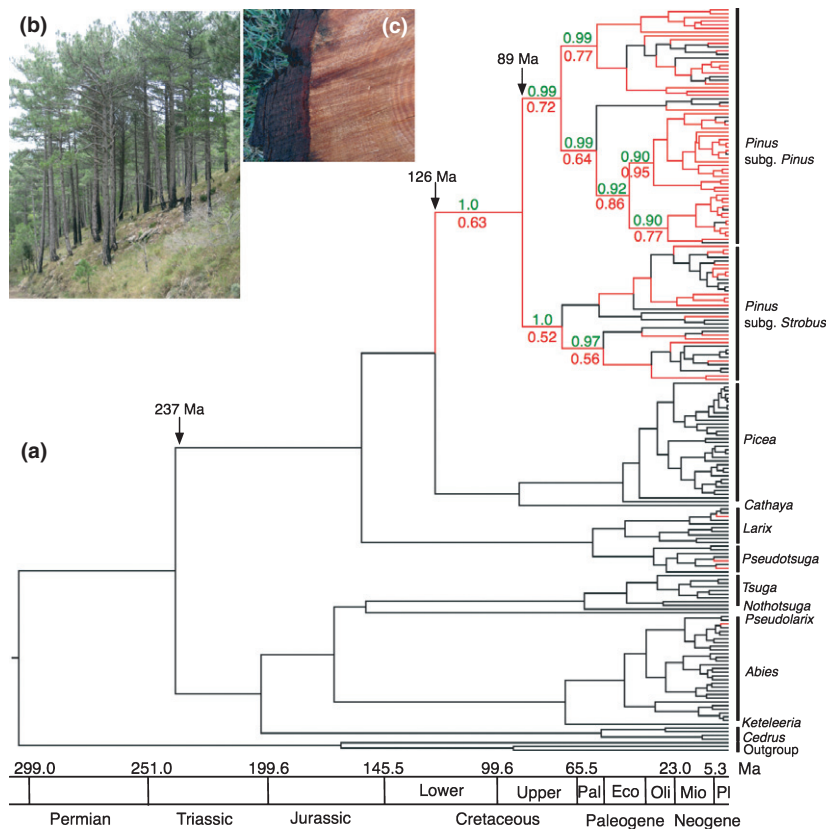 (b)
(c)
89 Ma
0.99
0.77
0.99
0.72
0.99
0.64
0.90
0.95
Pinus
subg. Pinus
126 Ma
1.0
0.63
0.92
0.86
0.90
0.77
1.0
0.52
0.97
0.56
Pinus
subg. Strobus
237 Ma
(a)
Picea
Cathaya
Larix
Pseudotsuga
Tsuga
Nothotsuga
Pseudolarix
Abies
Keteleeria
Cedrus
Outgroup
299.0 251.0 199.6 145.5 99.6 65.5 23.0 5.3 Ma
Lower Upper Pal Eco Oli Mio Pl
Permian Triassic Jurassic Cretaceous Paleogene Neogene